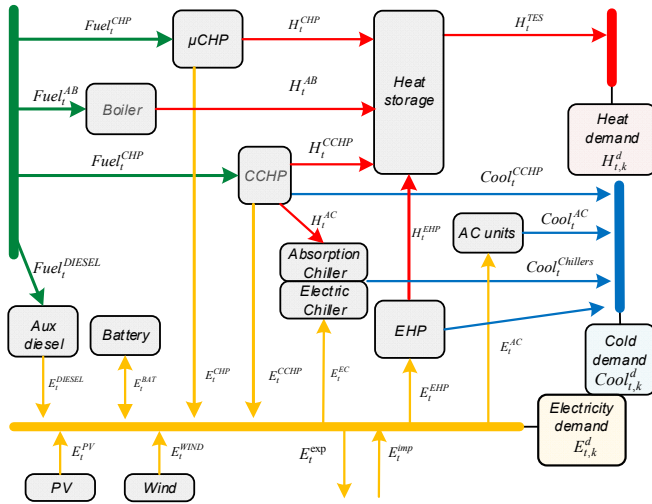 Fuel_t^{CHP}
µCHP
H_t^{CHP}
H_t^{TES}
Fuel_t^{AB}
Boiler
H_t^{AB}
Heat
storage
Heat
demand
H_{t,k}^d
Fuel_t^{CHP}
CCHP
H_t^{CCHP}
Cool_t^{CCHP}
H_t^{AC}
H_t^{EHP}
AC units
Cool_t^{AC}
Absorption
Chiller
Electric
Chiller
Cool_t^{Chillers}
Fuel_t^{DIESEL}
Aux
diesel
Battery
EHP
Cold
demand
Cool_{t,k}^d
E_t^{DIESEL}
E_t^{BAT}
E_t^{CHP}
E_t^{CCHP}
E_t^{EC}
E_t^{EHP}
E_t^{AC}
Electricity
demand
E_{t,k}^d
E_t^{PV}
E_t^{WIND}
E_t^{exp}
E_t^{imp}
PV
Wind